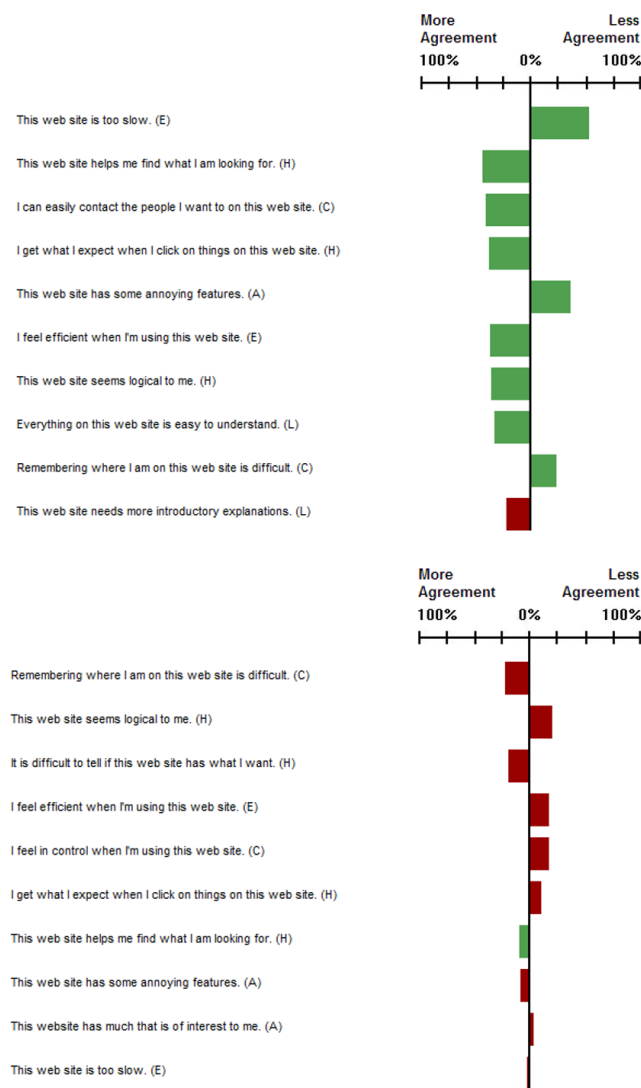 More Less
Agreement Agreement
100% 0% 100%
This web site is too slow. (E)
This web site helps me find what I am looking for. (H)
I can easily contact the people I want to on this web site. (C)
I get what I expect when I click on things on this web site. (H)
This web site has some annoying features. (A)
I feel efficient when I'm using this web site. (E)
This web site seems logical to me. (H)
Everything on this web site is easy to understand. (L)
Remembering where I am on this web site is difficult. (C)
This web site needs more introductory explanations. (L)
More Less
Agreement Agreement
100% 0% 100%
Remembering where I am on this web site is difficult. (C)
This web site seems logical to me. (H)
It is difficult to tell if this web site has what I want. (H)
I feel efficient when I'm using this web site. (E)
I feel in control when I'm using this web site. (C)
I get what I expect when I click on things on this web site. (H)
This web site helps me find what I am looking for. (H)
This web site has some annoying features. (A)
This website has much that is of interest to me. (A)
This web site is too slow. (E)